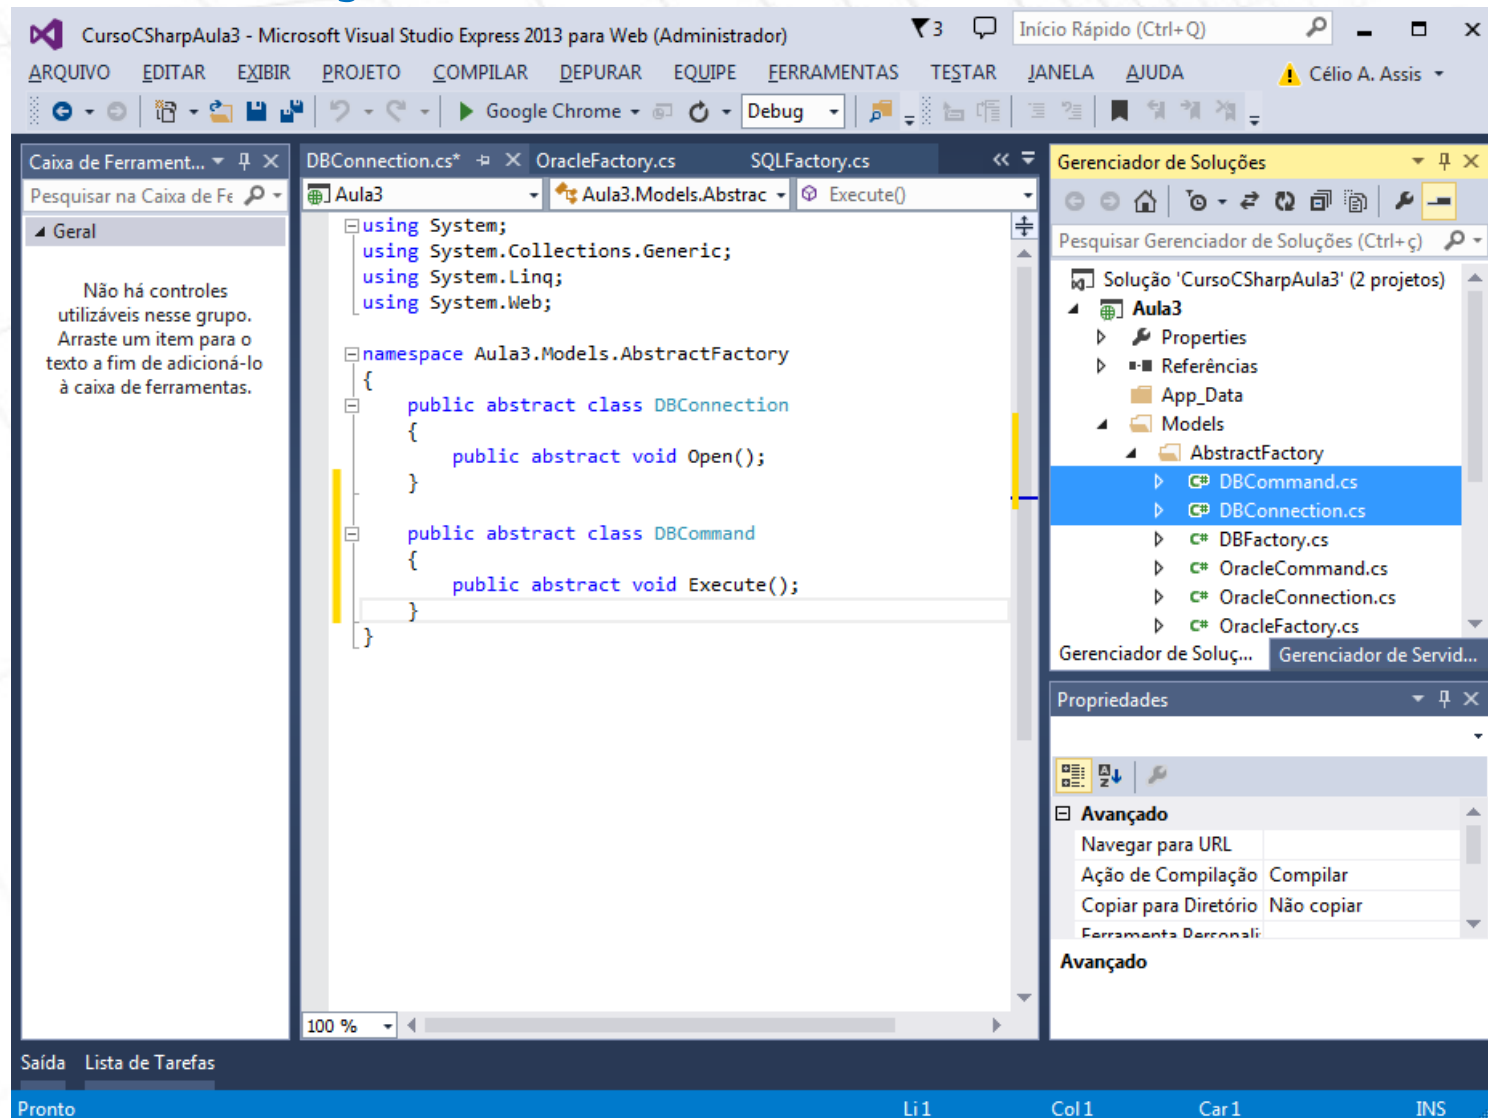 CursoCSharpAula3 - Microsoft Visual Studio Express 2013 para Web (Administrador)
3
Início Rápido (Ctrl+Q)
ARQUIVO EDITAR EXIBIR PROJETO COMPILAR DEPURAR EQUIPE FERRAMENTAS TESTAR JANELA AJUDA
Célio A. Assis
Google Chrome
Debug
Caixa de Ferrament...
Pesquisar na Caixa de Fe
Geral
Não há controles
utilizáveis nesse grupo.
Arraste um item para o
texto a fim de adicioná-lo
à caixa de ferramentas.
DBConnection.cs* OracleFactory.cs SQLFactory.cs
Aula3 Aula3.Models.Abstrac Execute()
using System;
using System.Collections.Generic;
using System.Linq;
using System.Web;
namespace Aula3.Models.AbstractFactory
{
public abstract class DBConnection
{
public abstract void Open();
}
public abstract class DBCommand
{
public abstract void Execute();
}
}
100 %
Gerenciador de Soluções
Pesquisar Gerenciador de Soluções (Ctrl+ç)
Solução 'CursoCSharpAula3' (2 projetos)
Aula3
Properties
Referências
App_Data
Models
AbstractFactory
C# DBCommand.cs
C# DBConnection.cs
C# DBFactory.cs
C# OracleCommand.cs
C# OracleConnection.cs
C# OracleFactory.cs
Gerenciador de Soluç... Gerenciador de Servid...
Propriedades
Avançado
Navegar para URL
Ação de Compilação Compilar
Copiar para Diretório Não copiar
Ferramenta Personali
Avançado
Saída Lista de Tarefas
Pronto Li 1 Col 1 Car 1 INS